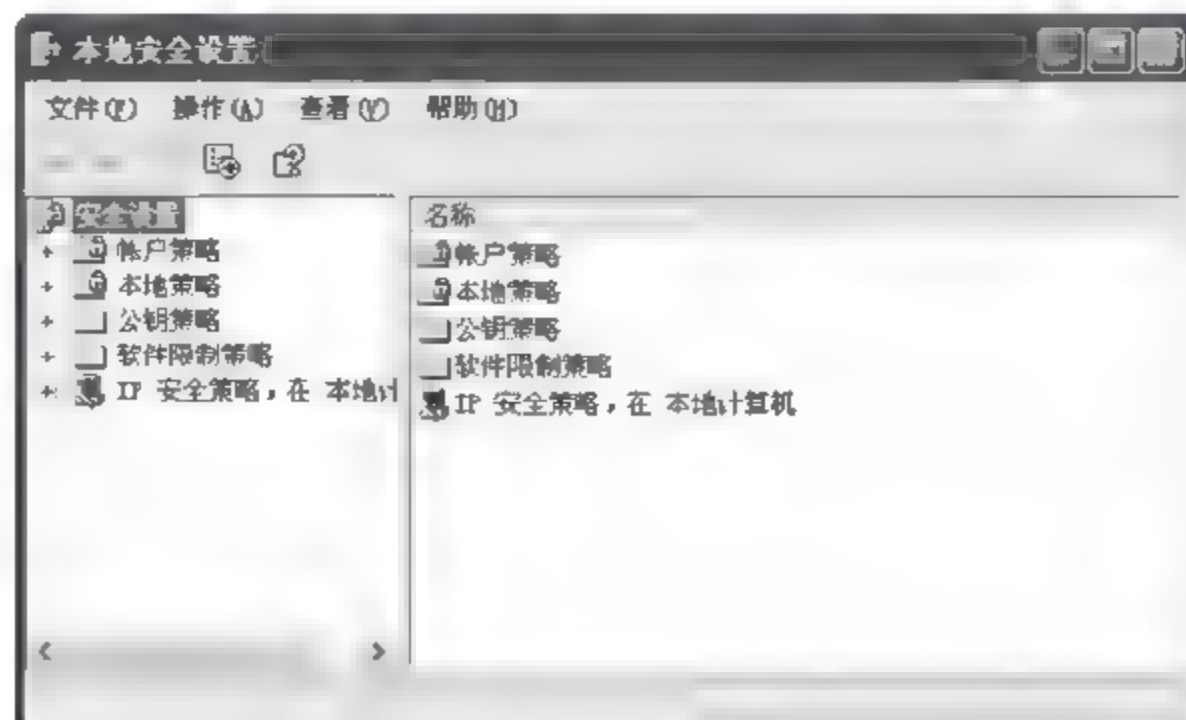 本地安全设置
文件(F) 操作(A) 查看(V) 帮助(H)
安全设置
帐户策略
本地策略
公钥策略
软件限制策略
IP 安全策略，在 本地计
名称
帐户策略
本地策略
公钥策略
软件限制策略
IP 安全策略，在 本地计算机